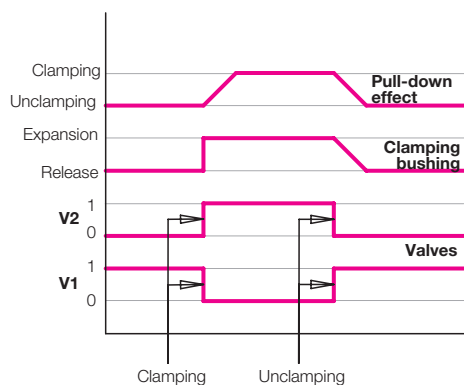 Clamping
Pull-down
Unclamping
effect
Expansion
Clamping
bushing
Release
1
V2
0
Valves
1
V1
0
Clamping
Unclamping